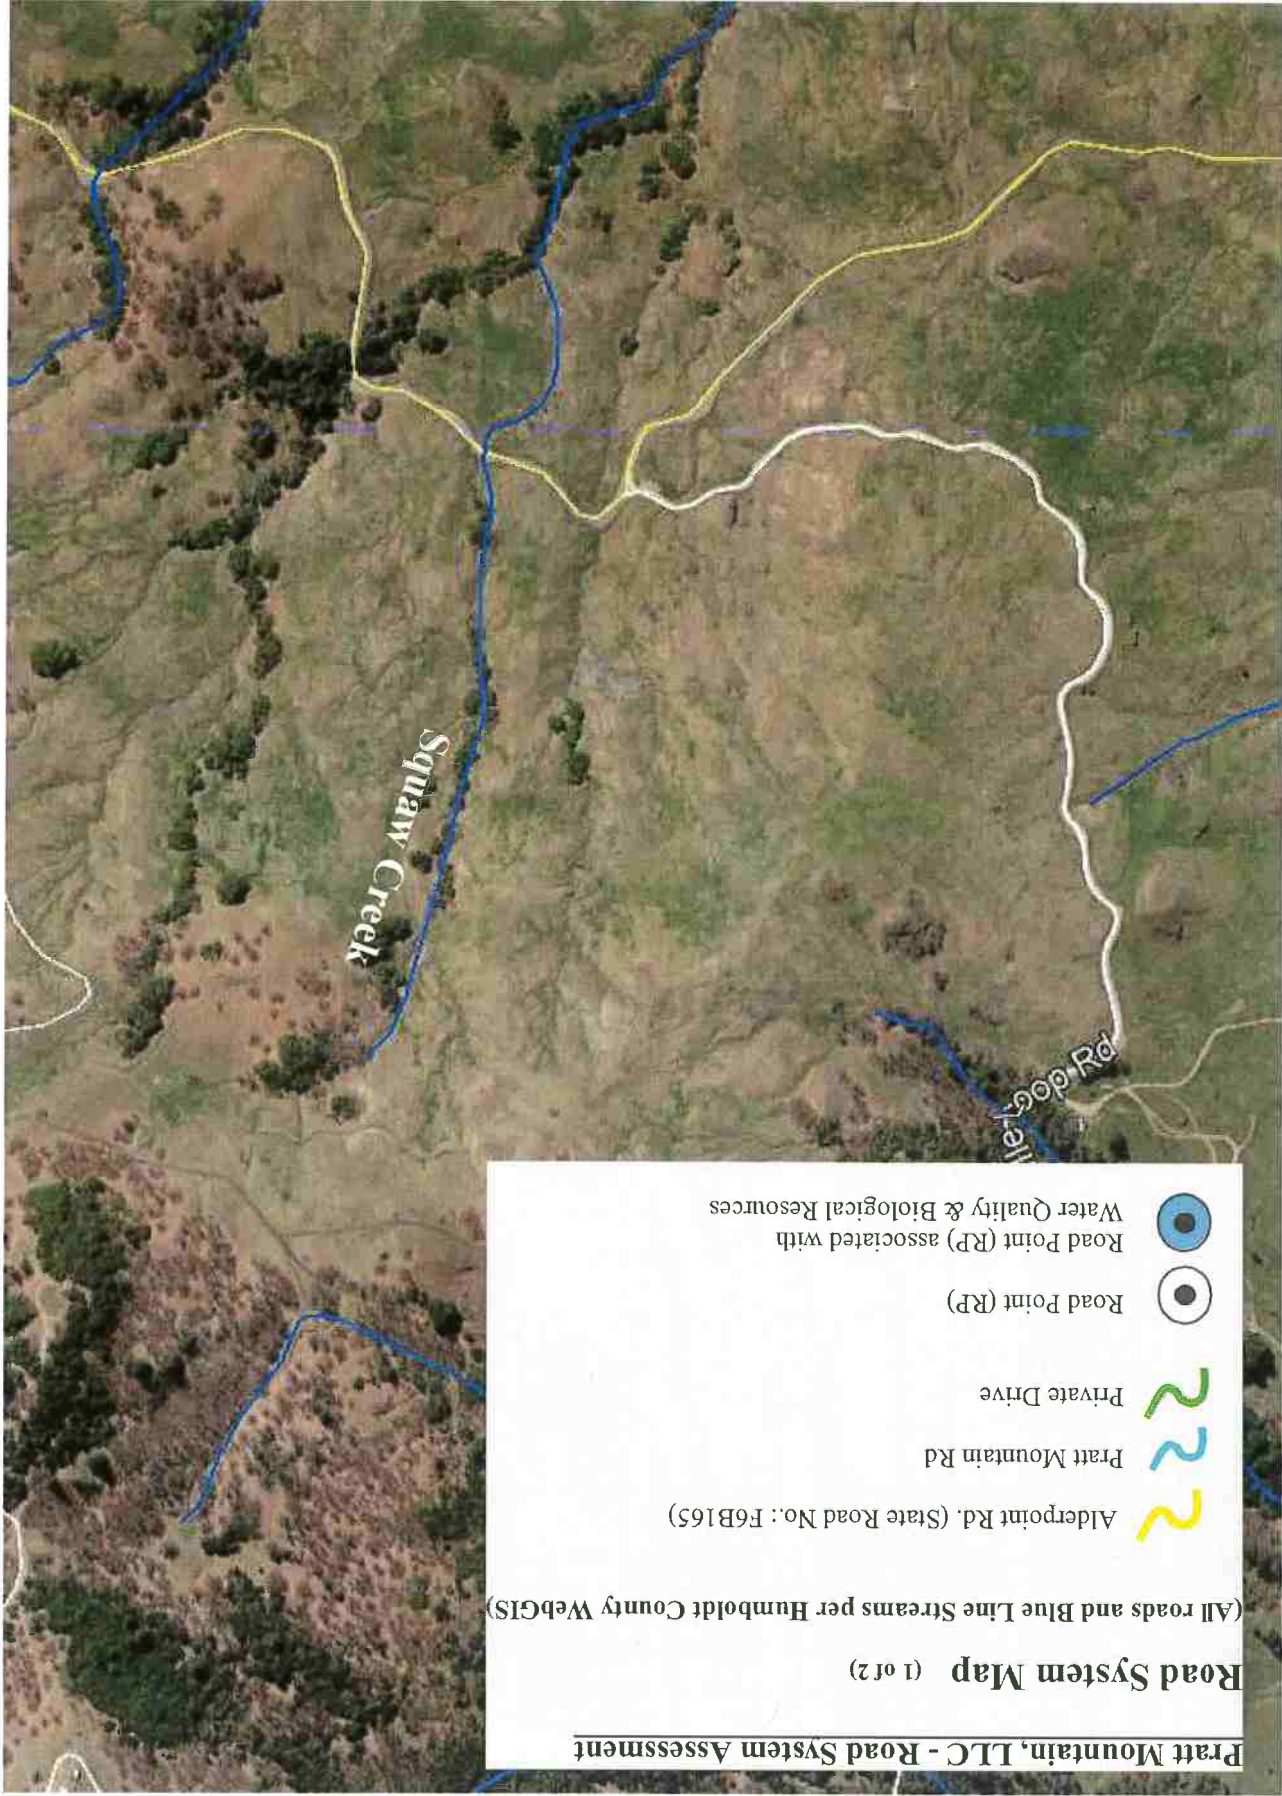 Pratt Mountain, LLC - Road System Assessment
Road System Map (1 of 2)
(All roads and Blue Line Streams per Humboldt County WebGIS)
Alderpoint Rd. (State Road No.: F6B165)
Pratt Mountain Rd
Private Drive
Road Point (RP)
Road Point (RP) associated with
Water Quality & Biological Resources
Loop Rd
Squaw Creek